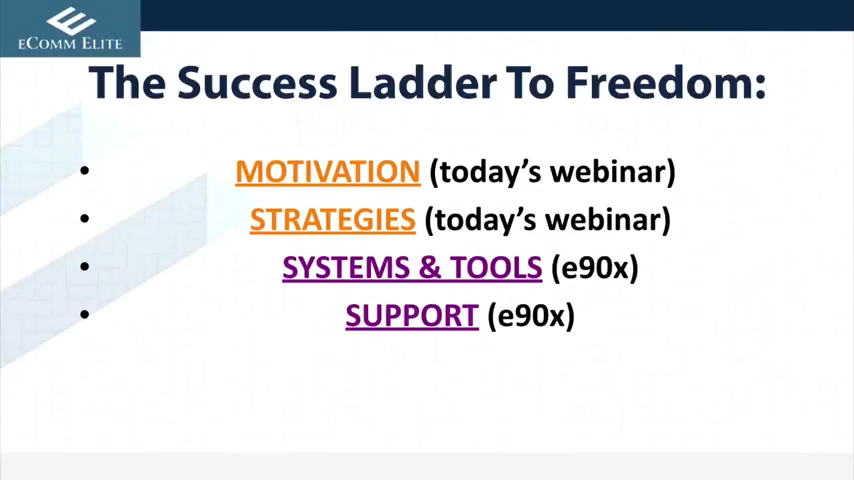 eComm Elite
The Success Ladder To Freedom:
• MOTIVATION (today's webinar)
• STRATEGIES (today's webinar)
• SYSTEMS & TOOLS (e90x)
• SUPPORT (e90x)